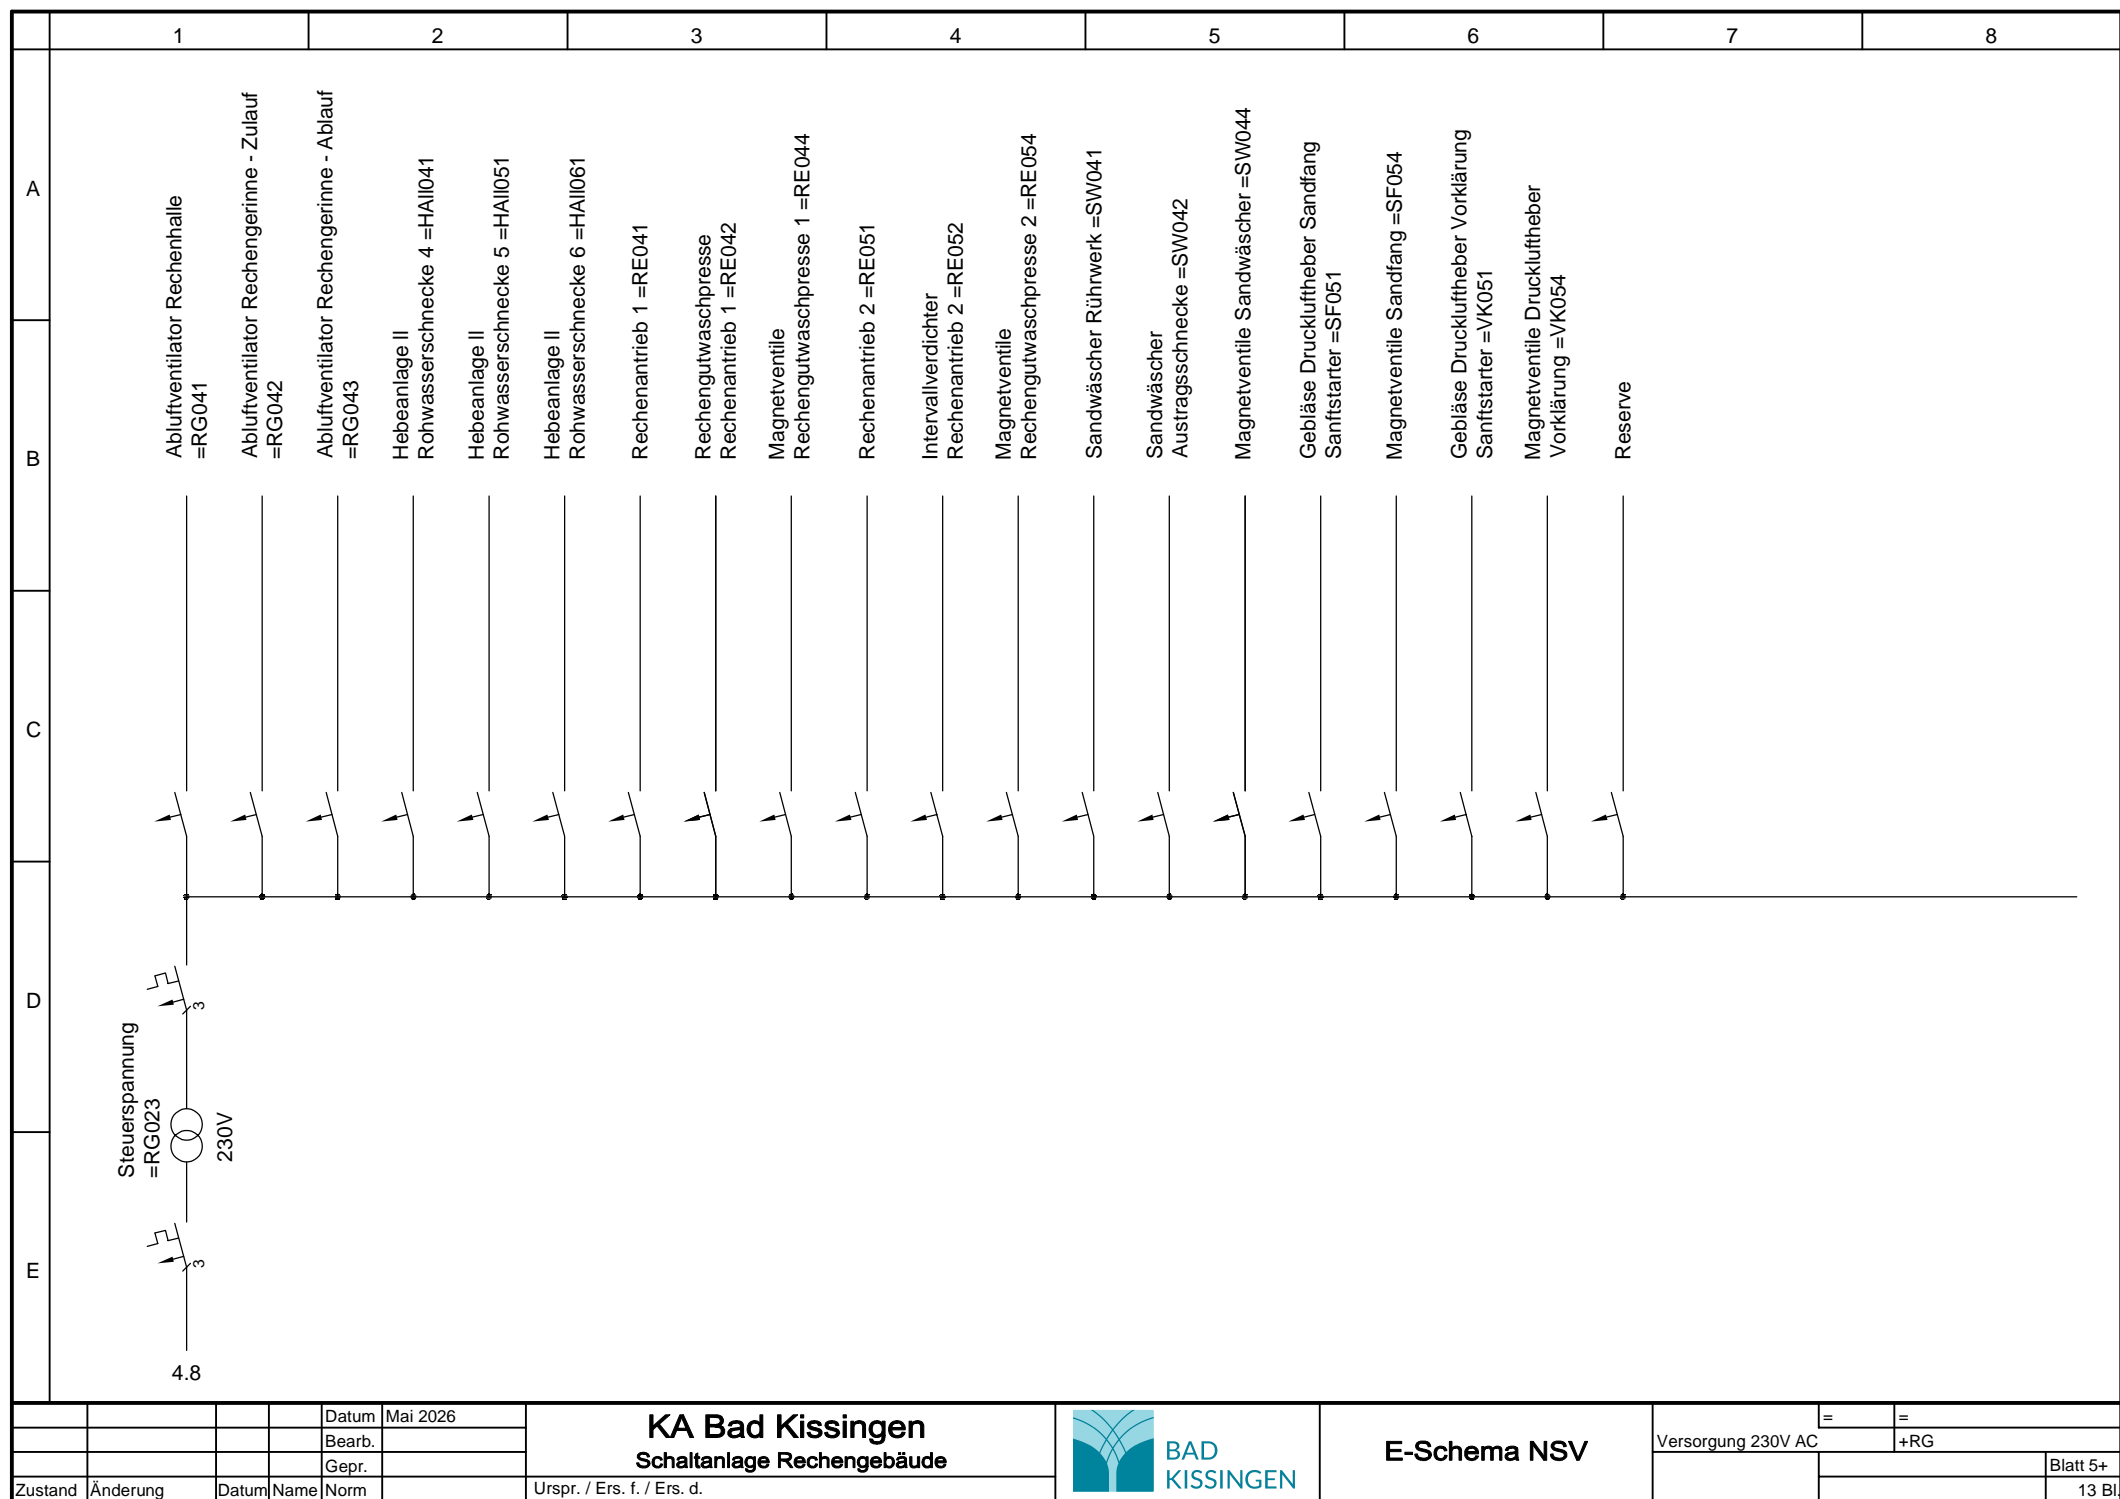 1 2 3 4 5 6 7 8
A
B
C
D
E
Abluftventilator Rechenhalle
=RG041
Abluftventilator Rechengerinne - Zulauf
=RG042
Abluftventilator Rechengerinne - Ablauf
=RG043
Hebeanlage II
Rohwasserschnecke 4 =HAII041
Hebeanlage II
Rohwasserschnecke 5 =HAII051
Hebeanlage II
Rohwasserschnecke 6 =HAII061
Rechenantrieb 1 =RE041
Rechengutwaschpresse
Rechenantrieb 1 =RE042
Magnetventile
Rechengutwaschpresse 1 =RE044
Rechenantrieb 2 =RE051
Intervallverdichter
Rechenantrieb 2 =RE052
Magnetventile
Rechengutwaschpresse 2 =RE054
Sandwäscher Rührwerk =SW041
Sandwäscher
Austragsschnecke =SW042
Magnetventile Sandwäscher =SW044
Gebläse Druckluftheber Sandfang
Sanftstarter =SF051
Magnetventile Sandfang =SF054
Gebläse Druckluftheber Vorklärung
Sanftstarter =VK051
Magnetventile Druckluftheber
Vorklärung =VK054
Reserve
3
Steuerspannung
=RG023
230V
3
4.8
Datum Mai 2026
Bearb.
Gepr.
Zustand Änderung Datum Name Norm
KA Bad Kissingen
Schaltanlage Rechengebäude
Urspr. / Ers. f. / Ers. d.
BAD
KISSINGEN
E-Schema NSV
Versorgung 230V AC
= =
+RG
Blatt 5+
13 Bl.